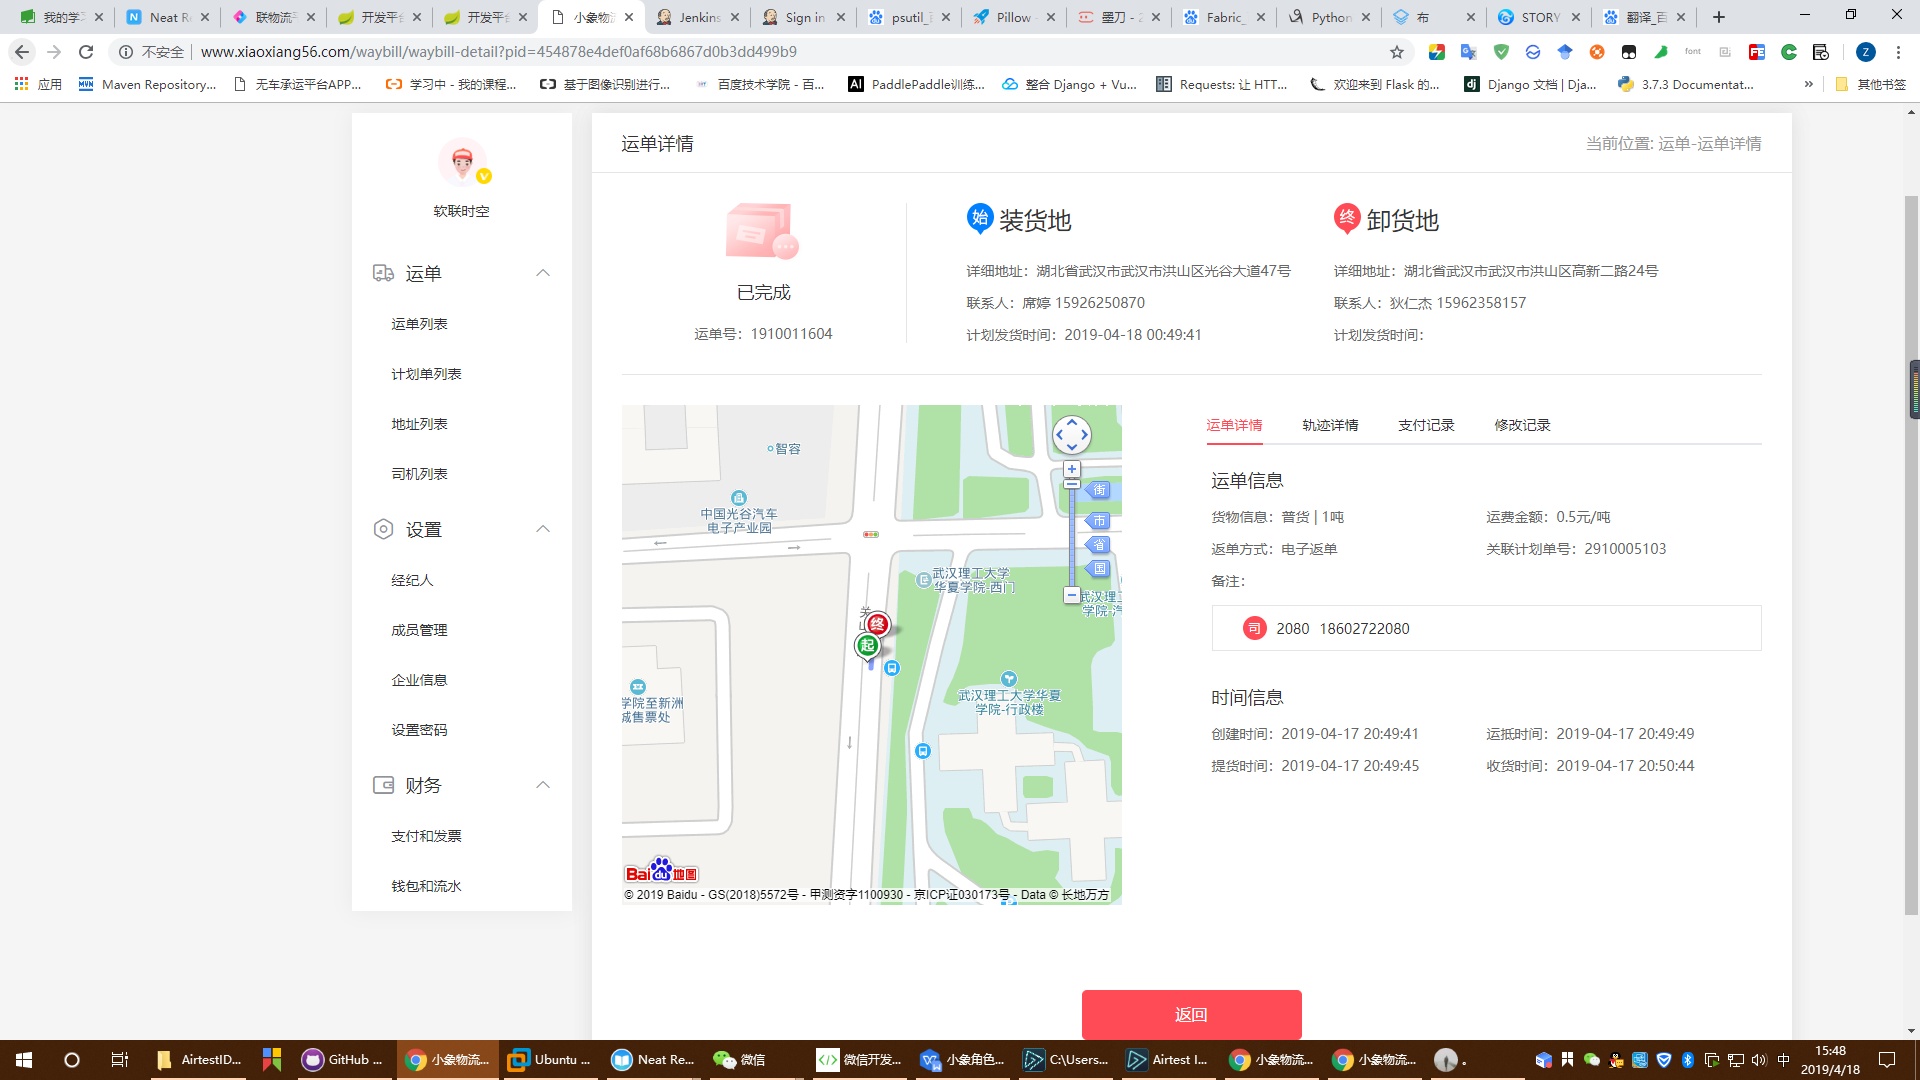 我的学习
Neat Re
联物流平
开发平台
开发平台
小象物流
Jenkins
Sign in
psutil_百
Pillow
墨刀 - 2
Fabric_
Python
布
STORY
翻译_百
不安全
www.xiaoxiang56.com/waybill/waybill-detail?pid=454878e4def0af68b6867d0b3dd499b9
应用
Maven Repository...
无车承运平台APP...
学习中 - 我的课程...
基于图像识别进行...
百度技术学院 - 百...
PaddlePaddle训练...
整合 Django + Vu...
Requests: 让 HTT...
欢迎来到 Flask 的...
Django 文档 | Dja...
3.7.3 Documentat...
»
其他书签
软联时空
运单
运单列表
计划单列表
地址列表
司机列表
设置
经纪人
成员管理
企业信息
设置密码
财务
支付和发票
钱包和流水
运单详情
当前位置: 运单-运单详情
已完成
运单号：1910011604
始 装货地
详细地址：湖北省武汉市武汉市洪山区光谷大道47号
联系人：席婷 15926250870
计划发货时间：2019-04-18 00:49:41
终 卸货地
详细地址：湖北省武汉市武汉市洪山区高新二路24号
联系人：狄仁杰 15962358157
计划发货时间：
智容
中国光谷汽车
电子产业园
武汉理工大学
华夏学院-西门
街
市
省
国
武汉理工
学院-汽
关
终
起
武汉理工大学华夏
学院-行政楼
学院至新洲
城售票处
Bai du 地图
© 2019 Baidu - GS(2018)5572号 - 甲测资字1100930 - 京ICP证030173号 - Data © 长地万方
运单详情
轨迹详情
支付记录
修改记录
运单信息
货物信息：普货 | 1吨
运费金额：0.5元/吨
返单方式：电子返单
关联计划单号：2910005103
备注：
司 2080 18602722080
时间信息
创建时间：2019-04-17 20:49:41
运抵时间：2019-04-17 20:49:49
提货时间：2019-04-17 20:49:45
收货时间：2019-04-17 20:50:44
返回
AirtestID...
GitHub ...
小象物流...
Ubuntu ...
Neat Re...
微信
微信开发...
小象角色...
C:\Users...
Airtest I...
小象物流...
小象物流...
中
15:48
2019/4/18